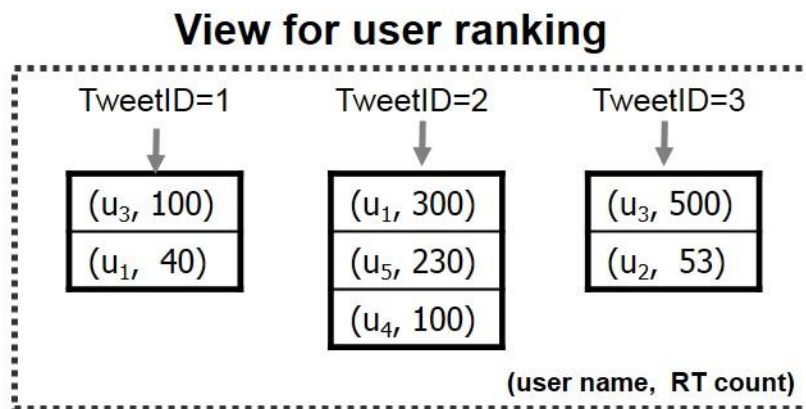 View for user ranking
TweetID=1 TweetID=2 TweetID=3
(u₃, 100) (u₁, 300) (u₃, 500)
(u₁, 40) (u₅, 230) (u₂, 53)
(u₄, 100)
(user name, RT count)